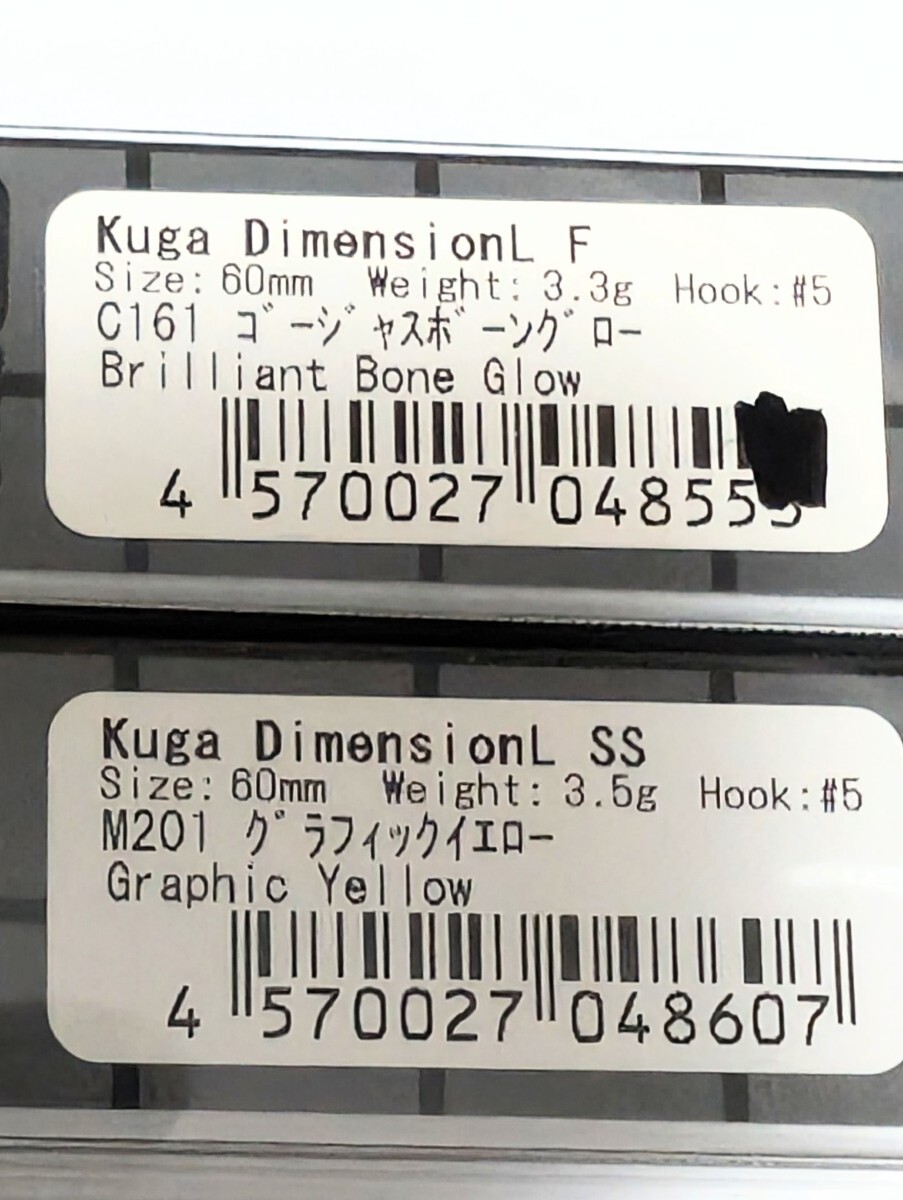 Kuga DimensionL F
Size: 60mm Weight: 3.3g Hook:#5
C161 ゴージャスボーングロー
Brilliant Bone Glow
4 570027 048553
Kuga DimensionL SS
Size: 60mm Weight: 3.5g Hook:#5
M201 グラフィックイエロー
Graphic Yellow
4 570027 048607